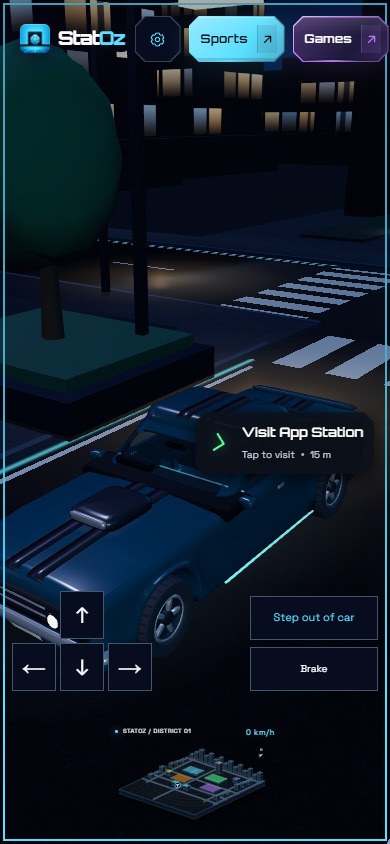 StatOz
Sports
Games
Visit App Station
Tap to visit • 15 m
Step out of car
Brake
STATOZ / DISTRICT 01
0 km/h